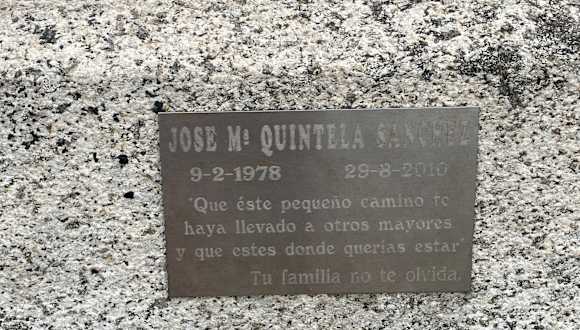 JOSE Mª QUINTELA SANCHEZ
9-2-1978 29-8-2010
"Que éste pequeño camino te
haya llevado a otros mayores
y que estes donde querías estar"
Tu familia no te olvida.